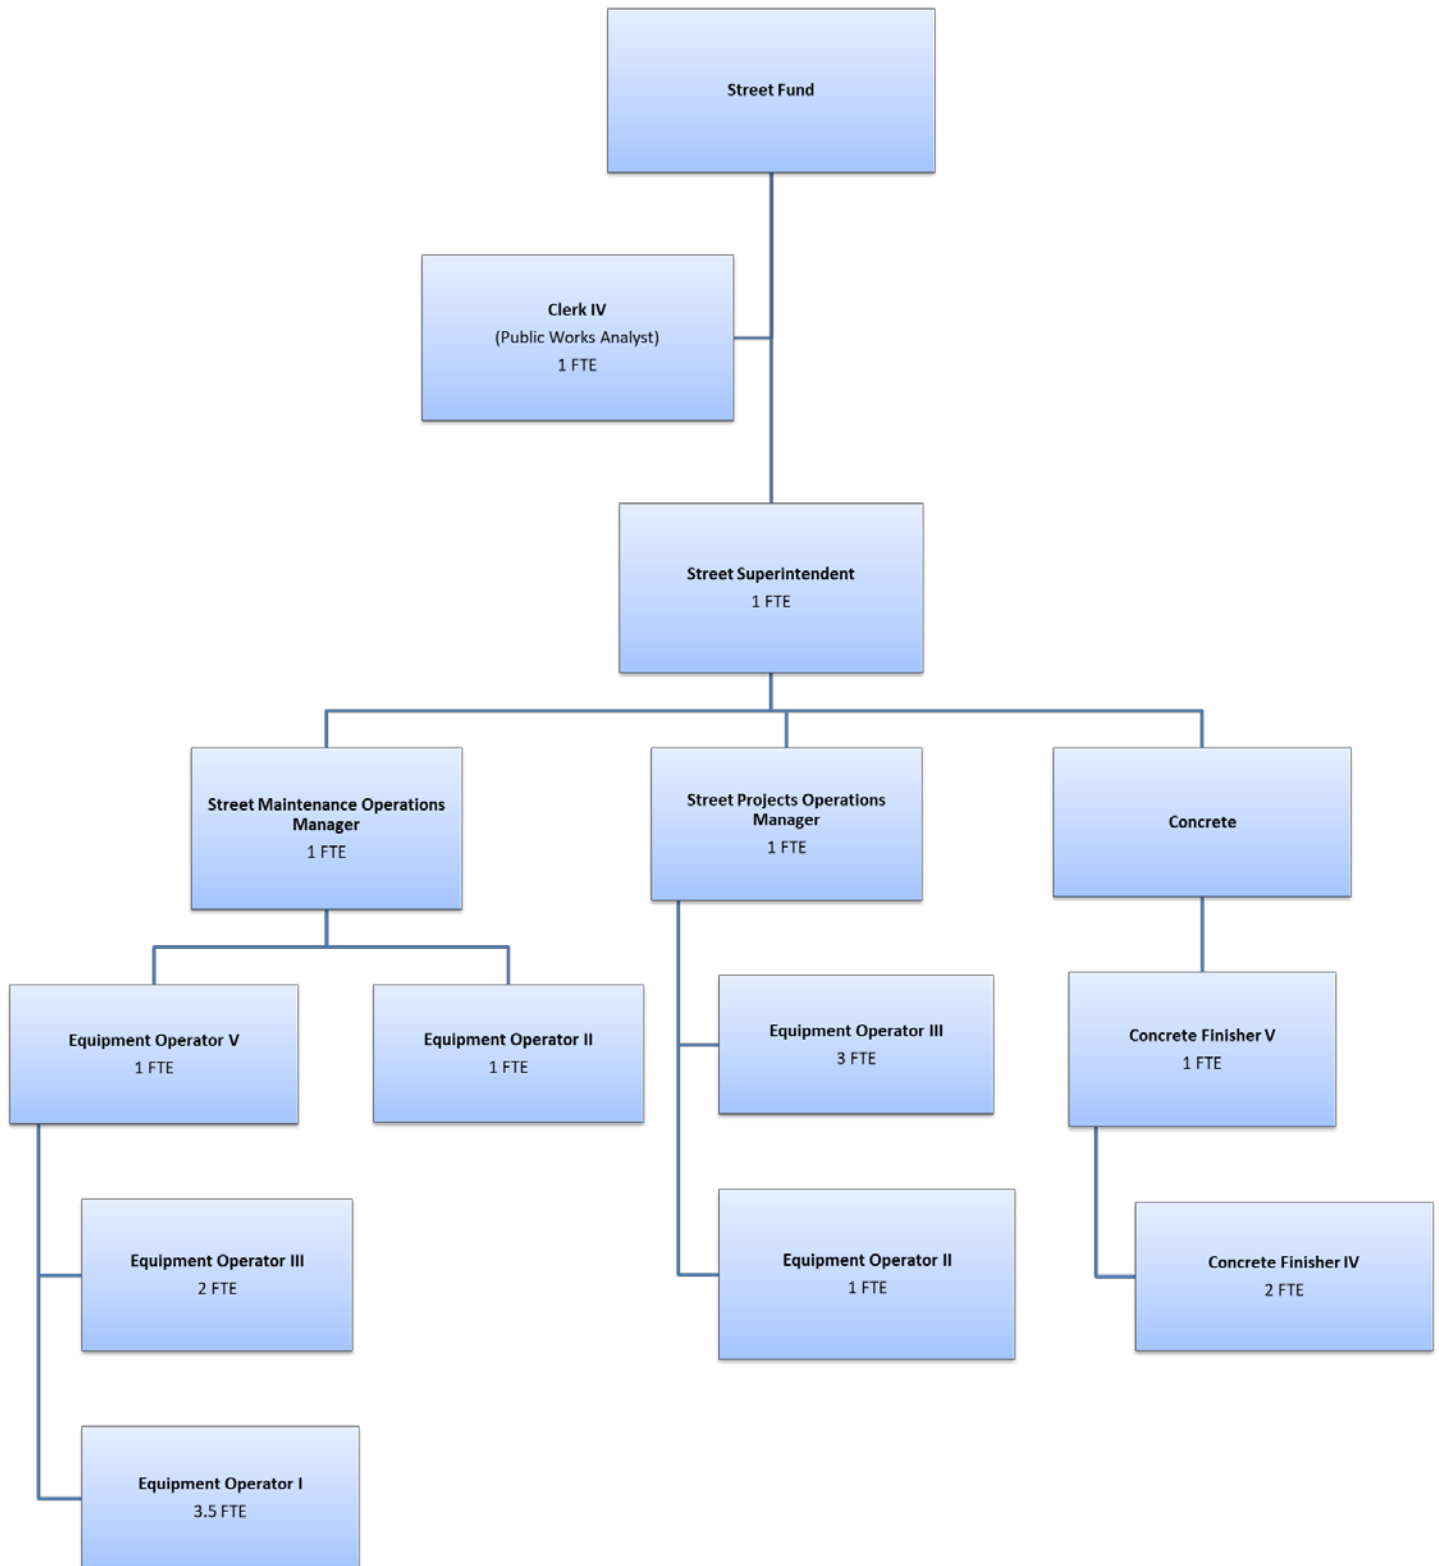 Street Fund
Clerk IV
(Public Works Analyst)
1 FTE
Street Superintendent
1 FTE
Street Maintenance Operations
Manager
1 FTE
Street Projects Operations
Manager
1 FTE
Concrete
Equipment Operator V
1 FTE
Equipment Operator II
1 FTE
Equipment Operator III
3 FTE
Concrete Finisher V
1 FTE
Equipment Operator III
2 FTE
Equipment Operator II
1 FTE
Concrete Finisher IV
2 FTE
Equipment Operator I
3.5 FTE